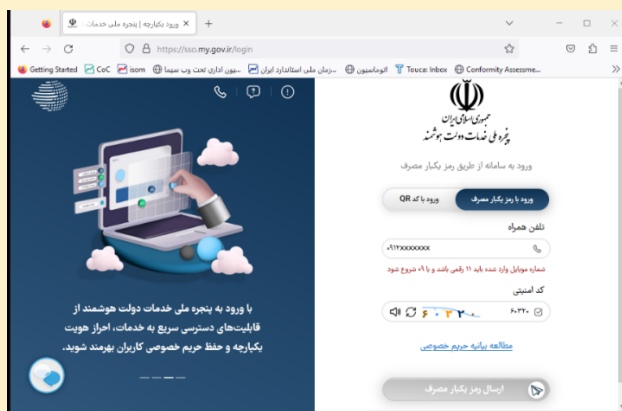 ورود یکپارچه | پنجره ملی خدمات
https://sso.my.gov.ir/login
Getting Started
CoC
isom
اتوماسیون
Touca: Inbox
Conformity Assessme...
جمهوری اسلامی ایران
پنجره ملی خدمات دولت هوشمند
ورود به سامانه از طریق رمز یکبار مصرف
ورود با رمز یکبار مصرف
ورود با کد QR
تلفن همراه
۰۹۱۲xxxxxxx
شماره موبایل وارد شده باید ۱۱ رقمی باشد و با ۰۹ شروع شود
کد امنیتی
۶۰۳۲۰
۶۰۳۲۰
مطالعه بیانیه حریم خصوصی
ارسال رمز یکبار مصرف
با ورود به پنجره ملی خدمات دولت هوشمند از
قابلیت‌های دسترسی سریع به خدمات، احراز هویت
یکپارچه و حفظ حریم خصوصی کاربران بهرمند شوید.